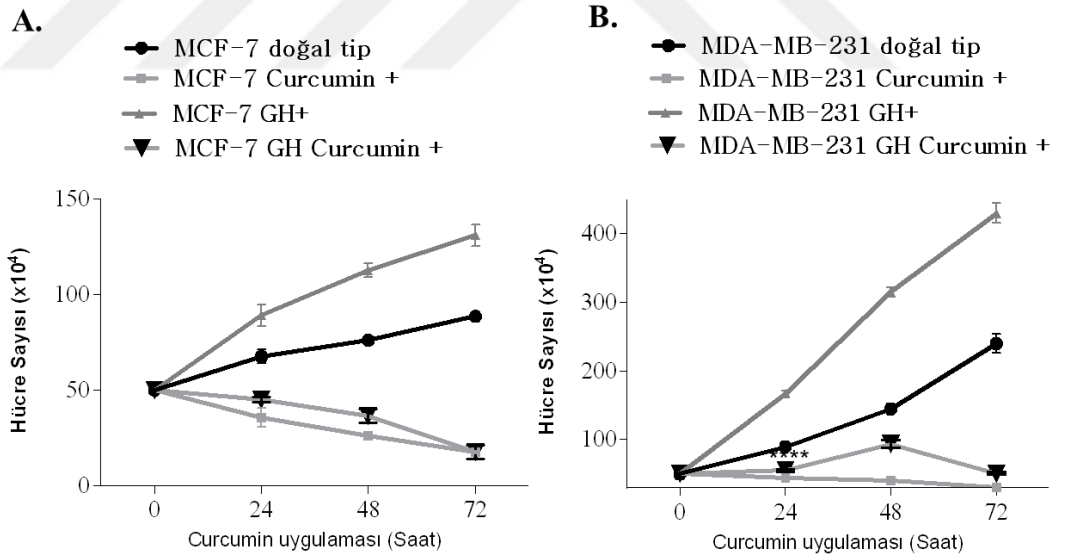 A.
MCF-7 doğal tip
MCF-7 Curcumin +
MCF-7 GH+
MCF-7 GH Curcumin +
150
100
50
0
Hücre Sayısı (x10⁴)
0 24 48 72
Curcumin uygulaması (Saat)
B.
MDA-MB-231 doğal tip
MDA-MB-231 Curcumin +
MDA-MB-231 GH+
MDA-MB-231 GH Curcumin +
400
300
200
100
Hücre Sayısı (x10⁴)
****
0 24 48 72
Curcumin uygulaması (Saat)